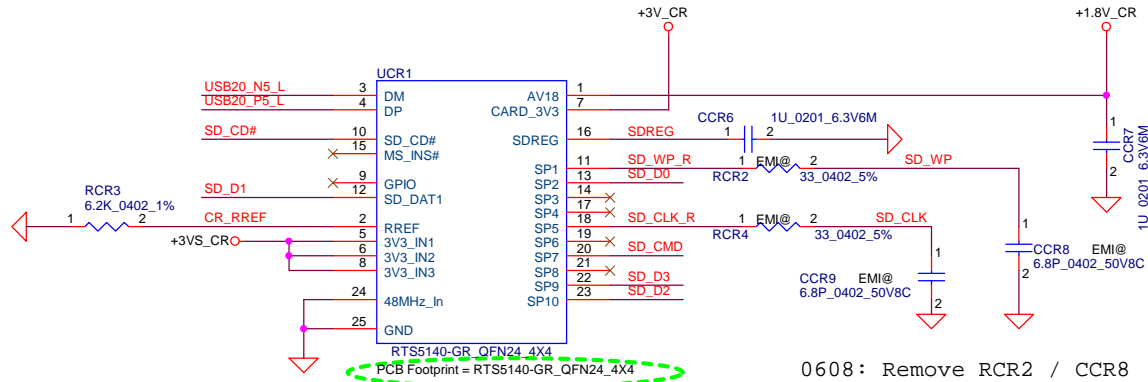 +3V_CR
+1.8V_CR
UCR1
USB20_N5_L 3 DM
USB20_P5_L 4 DP
SD_CD# 10 SD_CD#
15 MS_INS#
9 GPIO
SD_D1 12 SD_DAT1
RCR3
6.2K_0402_1%
1 2 CR_RREF 2 RREF
+3VS_CR 5 3V3_IN1
6 3V3_IN2
8 3V3_IN3
24 48MHz_In
25 GND
AV18 1
CARD_3V3 7
SDREG 16 SDREG
CCR6 1U_0201_6.3V6M
1 2
SP1 11 SD_WP_R 1 EMI@ 2 SD_WP
RCR2 33_0402_5%
SP2 13 SD_D0
SP3 14
SP4 17
SP5 18 SD_CLK_R 1 EMI@ 2 SD_CLK
RCR4 33_0402_5%
SP6 19
SP7 20 SD_CMD
SP8 21
SP9 22 SD_D3
SP10 23 SD_D2
1
CCR7
1U_0201_6.3V6M
2
1
CCR8 EMI@
6.8P_0402_50V8C
2
1
CCR9 EMI@
6.8P_0402_50V8C
2
RTS5140-GR_QFN24_4X4
PCB Footprint = RTS5140-GR_QFN24_4X4
0608: Remove RCR2 / CCR8